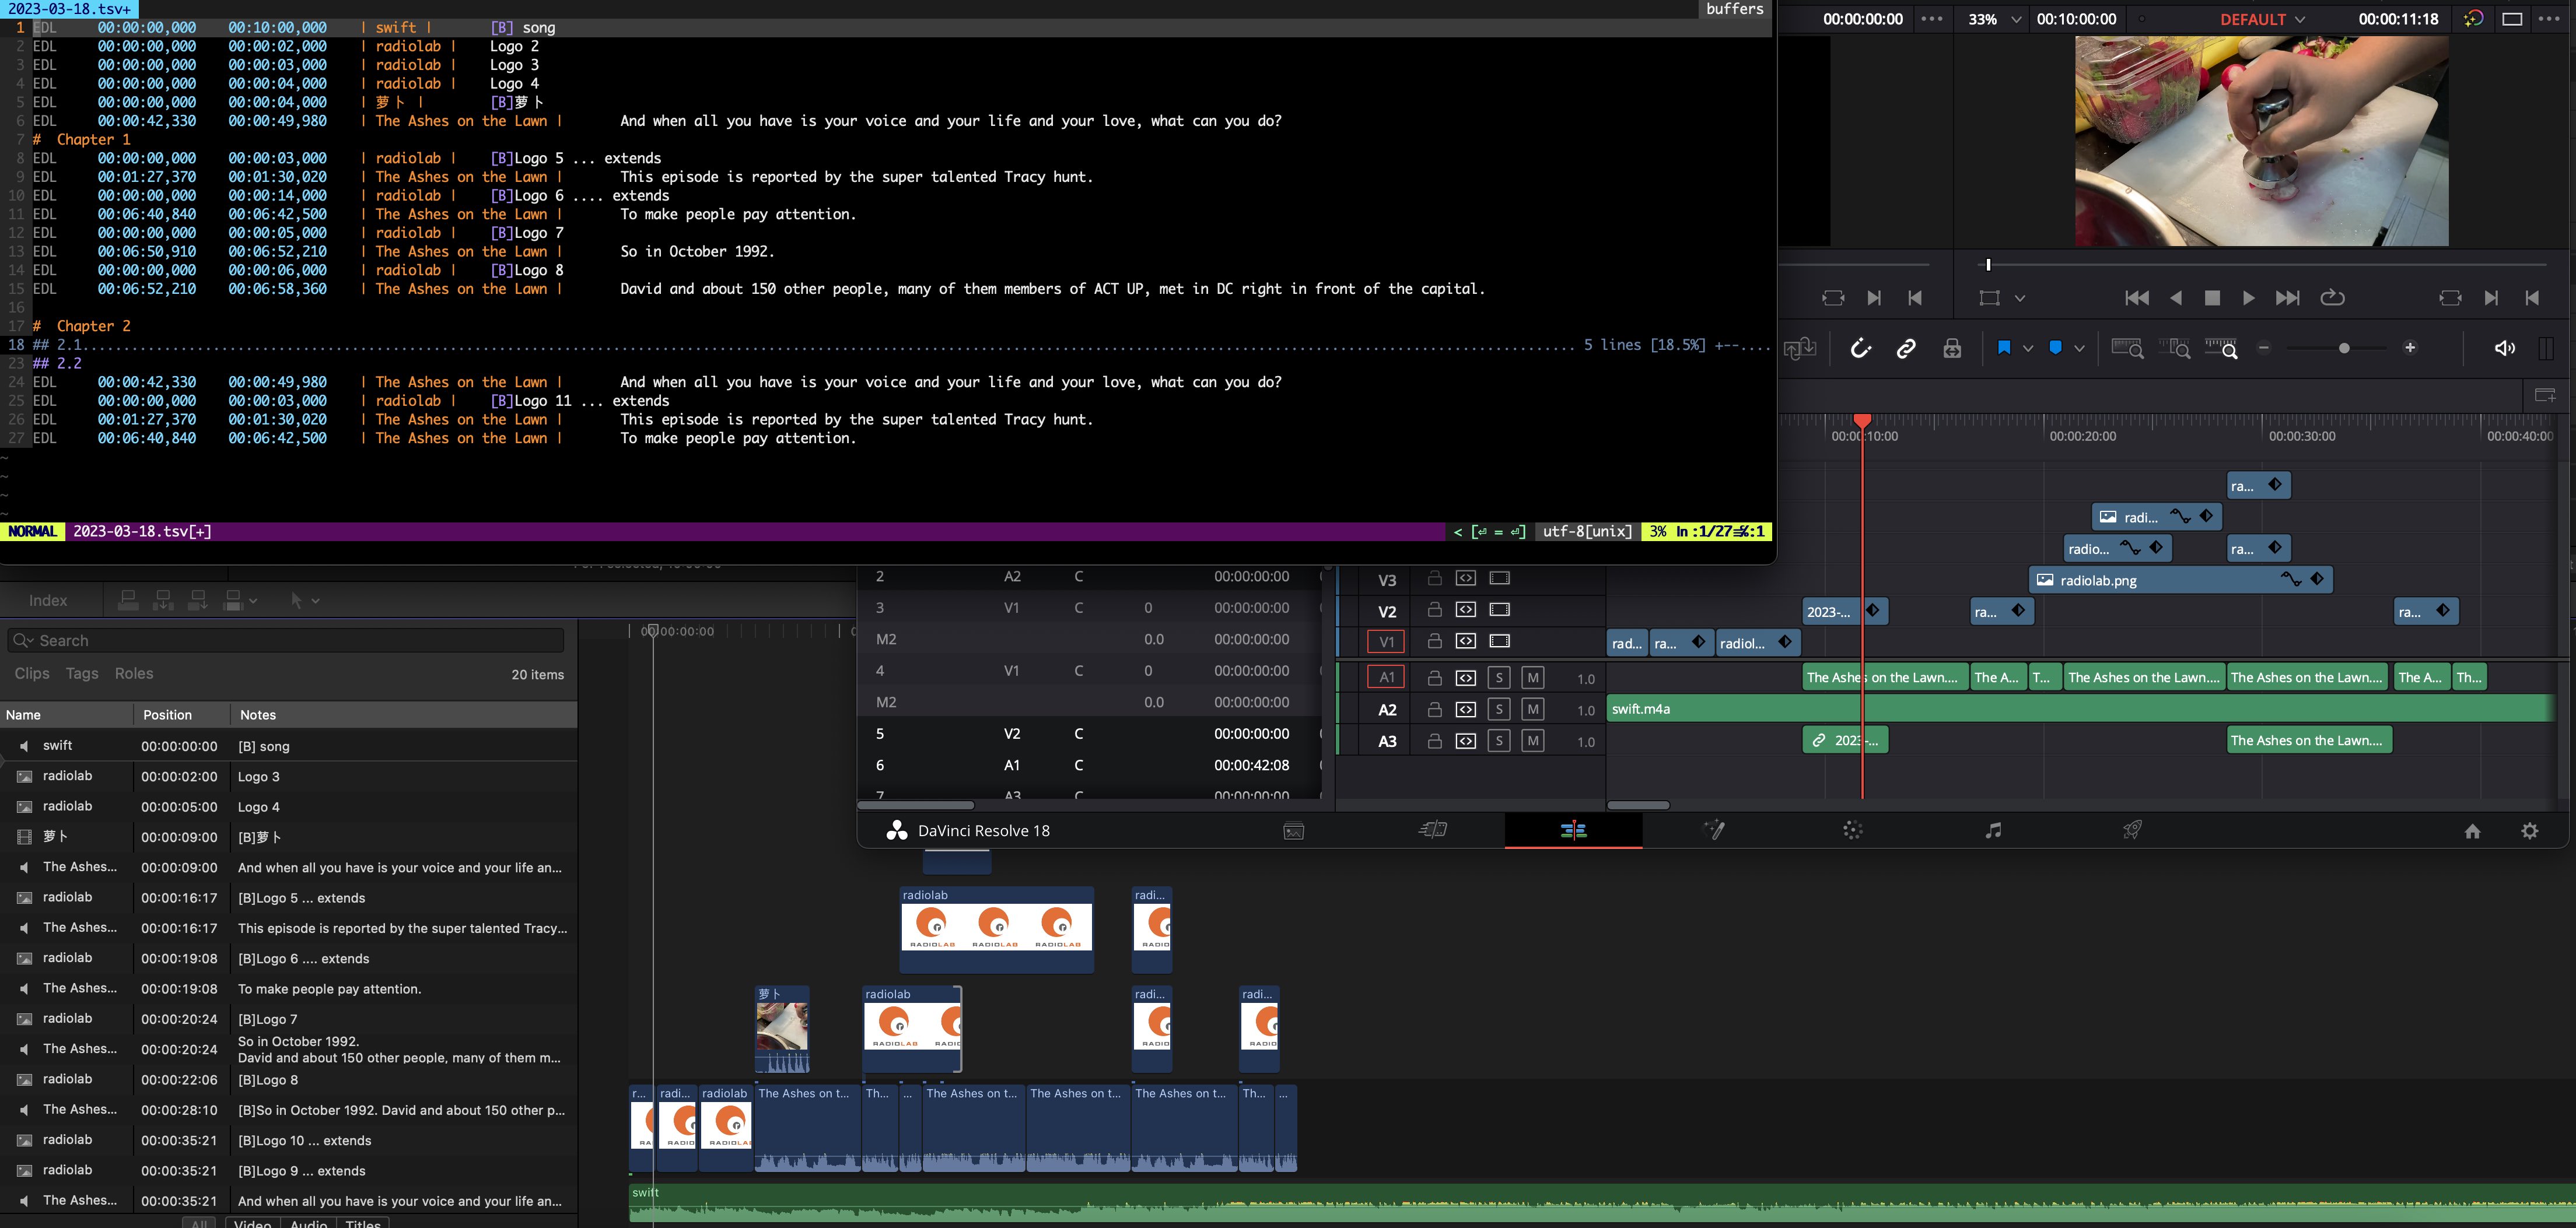 2023-03-18.tsv+ buffers
1 EDL 00:00:00,000 00:10:00,000 | swift | [B] song
2 EDL 00:00:00,000 00:00:02,000 | radiolab | Logo 2
3 EDL 00:00:00,000 00:00:03,000 | radiolab | Logo 3
4 EDL 00:00:00,000 00:00:04,000 | radiolab | Logo 4
5 EDL 00:00:00,000 00:00:04,000 | 萝卜 | [B]萝卜
6 EDL 00:00:42,330 00:00:49,980 | The Ashes on the Lawn | And when all you have is your voice and your life and your love, what can you do?
7 # Chapter 1
8 EDL 00:00:00,000 00:00:03,000 | radiolab | [B]Logo 5 ... extends
9 EDL 00:01:27,370 00:01:30,020 | The Ashes on the Lawn | This episode is reported by the super talented Tracy hunt.
10 EDL 00:00:00,000 00:00:14,000 | radiolab | [B]Logo 6 .... extends
11 EDL 00:06:40,840 00:06:42,500 | The Ashes on the Lawn | To make people pay attention.
12 EDL 00:00:00,000 00:00:05,000 | radiolab | [B]Logo 7
13 EDL 00:06:50,910 00:06:52,210 | The Ashes on the Lawn | So in October 1992.
14 EDL 00:00:00,000 00:00:06,000 | radiolab | [B]Logo 8
15 EDL 00:06:52,210 00:06:58,360 | The Ashes on the Lawn | David and about 150 other people, many of them members of ACT UP, met in DC right in front of the capital.
16
17 # Chapter 2
18 ## 2.1 5 lines [18.5%] +--....
23 ## 2.2
24 EDL 00:00:42,330 00:00:49,980 | The Ashes on the Lawn | And when all you have is your voice and your life and your love, what can you do?
25 EDL 00:00:00,000 00:00:03,000 | radiolab | [B]Logo 11 ... extends
26 EDL 00:01:27,370 00:01:30,020 | The Ashes on the Lawn | This episode is reported by the super talented Tracy hunt.
27 EDL 00:06:40,840 00:06:42,500 | The Ashes on the Lawn | To make people pay attention.
~
~
~
~
NORMAL 2023-03-18.tsv[+] < [⏎ = ⏎] utf-8[unix] 3% ln :1/27
00:00:00:00 ••• 33% 00:10:00:00 DEFAULT 00:00:11:18 •••
00:00:10:00 00:00:20:00 00:00:30:00 00:00:40:00
ra...
radi...
radio... ra...
radiolab.png
2023-... ra... ra...
rad... ra... radiol...
The Ashes on the Lawn.... The A... T... The Ashes on the Lawn.... The Ashes on the Lawn.... The A... Th...
swift.m4a
2023-... The Ashes on the Lawn....
V3
V2
V1
A1 S M 1.0
A2 S M 1.0
A3 S M 1.0
2 A2 C 00:00:00:00
3 V1 C 0 00:00:00:00
M2 0.0 00:00:00:00
4 V1 C 0 00:00:00:00
M2 0.0 00:00:00:00
5 V2 C 00:00:00:00
6 A1 C 00:00:42:08
7 A3 C 00:00:00:00
DaVinci Resolve 18
Index
Search
Clips Tags Roles 20 items
Name Position Notes
swift 00:00:00:00 [B] song
radiolab 00:00:02:00 Logo 3
radiolab 00:00:05:00 Logo 4
萝卜 00:00:09:00 [B]萝卜
The Ashes... 00:00:09:00 And when all you have is your voice and your life an...
radiolab 00:00:16:17 [B]Logo 5 ... extends
The Ashes... 00:00:16:17 This episode is reported by the super talented Tracy...
radiolab 00:00:19:08 [B]Logo 6 .... extends
The Ashes... 00:00:19:08 To make people pay attention.
radiolab 00:00:20:24 [B]Logo 7
The Ashes... 00:00:20:24 So in October 1992.
David and about 150 other people, many of them m...
radiolab 00:00:22:06 [B]Logo 8
The Ashes... 00:00:28:10 [B]So in October 1992. David and about 150 other p...
radiolab 00:00:35:21 [B]Logo 10 ... extends
radiolab 00:00:35:21 [B]Logo 9 ... extends
The Ashes... 00:00:35:21 And when all you have is your voice and your life an...
All Video Audio Titles
00:00:00:00
radiolab radi...
RADIOLAB RADIOLAB RADIOLAB
萝卜 radiolab radi... radi...
RADIOLAB
r... radi... radiolab The Ashes on t... Th... ... The Ashes on t... The Ashes on t... The Ashes on t... Th... ...
swift